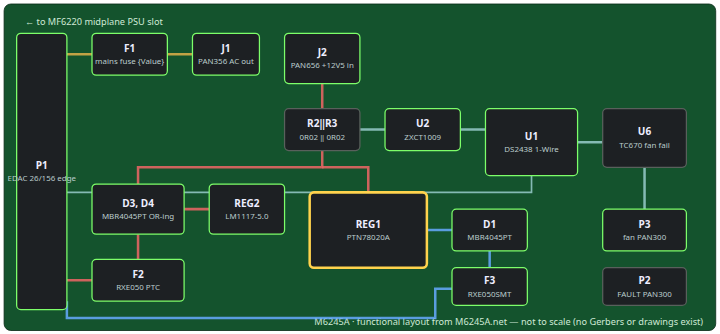 ← to MF6220 midplane PSU slot
F1
mains fuse {Value}
J1
PAN356 AC out
J2
PAN656 +12V5 in
R2||R3
0R02 || 0R02
U2
ZXCT1009
U1
DS2438 1-Wire
U6
TC670 fan fail
P1
EDAC 26/156 edge
D3, D4
MBR4045PT OR-ing
REG2
LM1117-5.0
REG1
PTN78020A
D1
MBR4045PT
P3
fan PAN300
F2
RXE050 PTC
F3
RXE050SMT
P2
FAULT PAN300
M6245A · functional layout from M6245A.net — not to scale (no Gerbers or drawings exist)